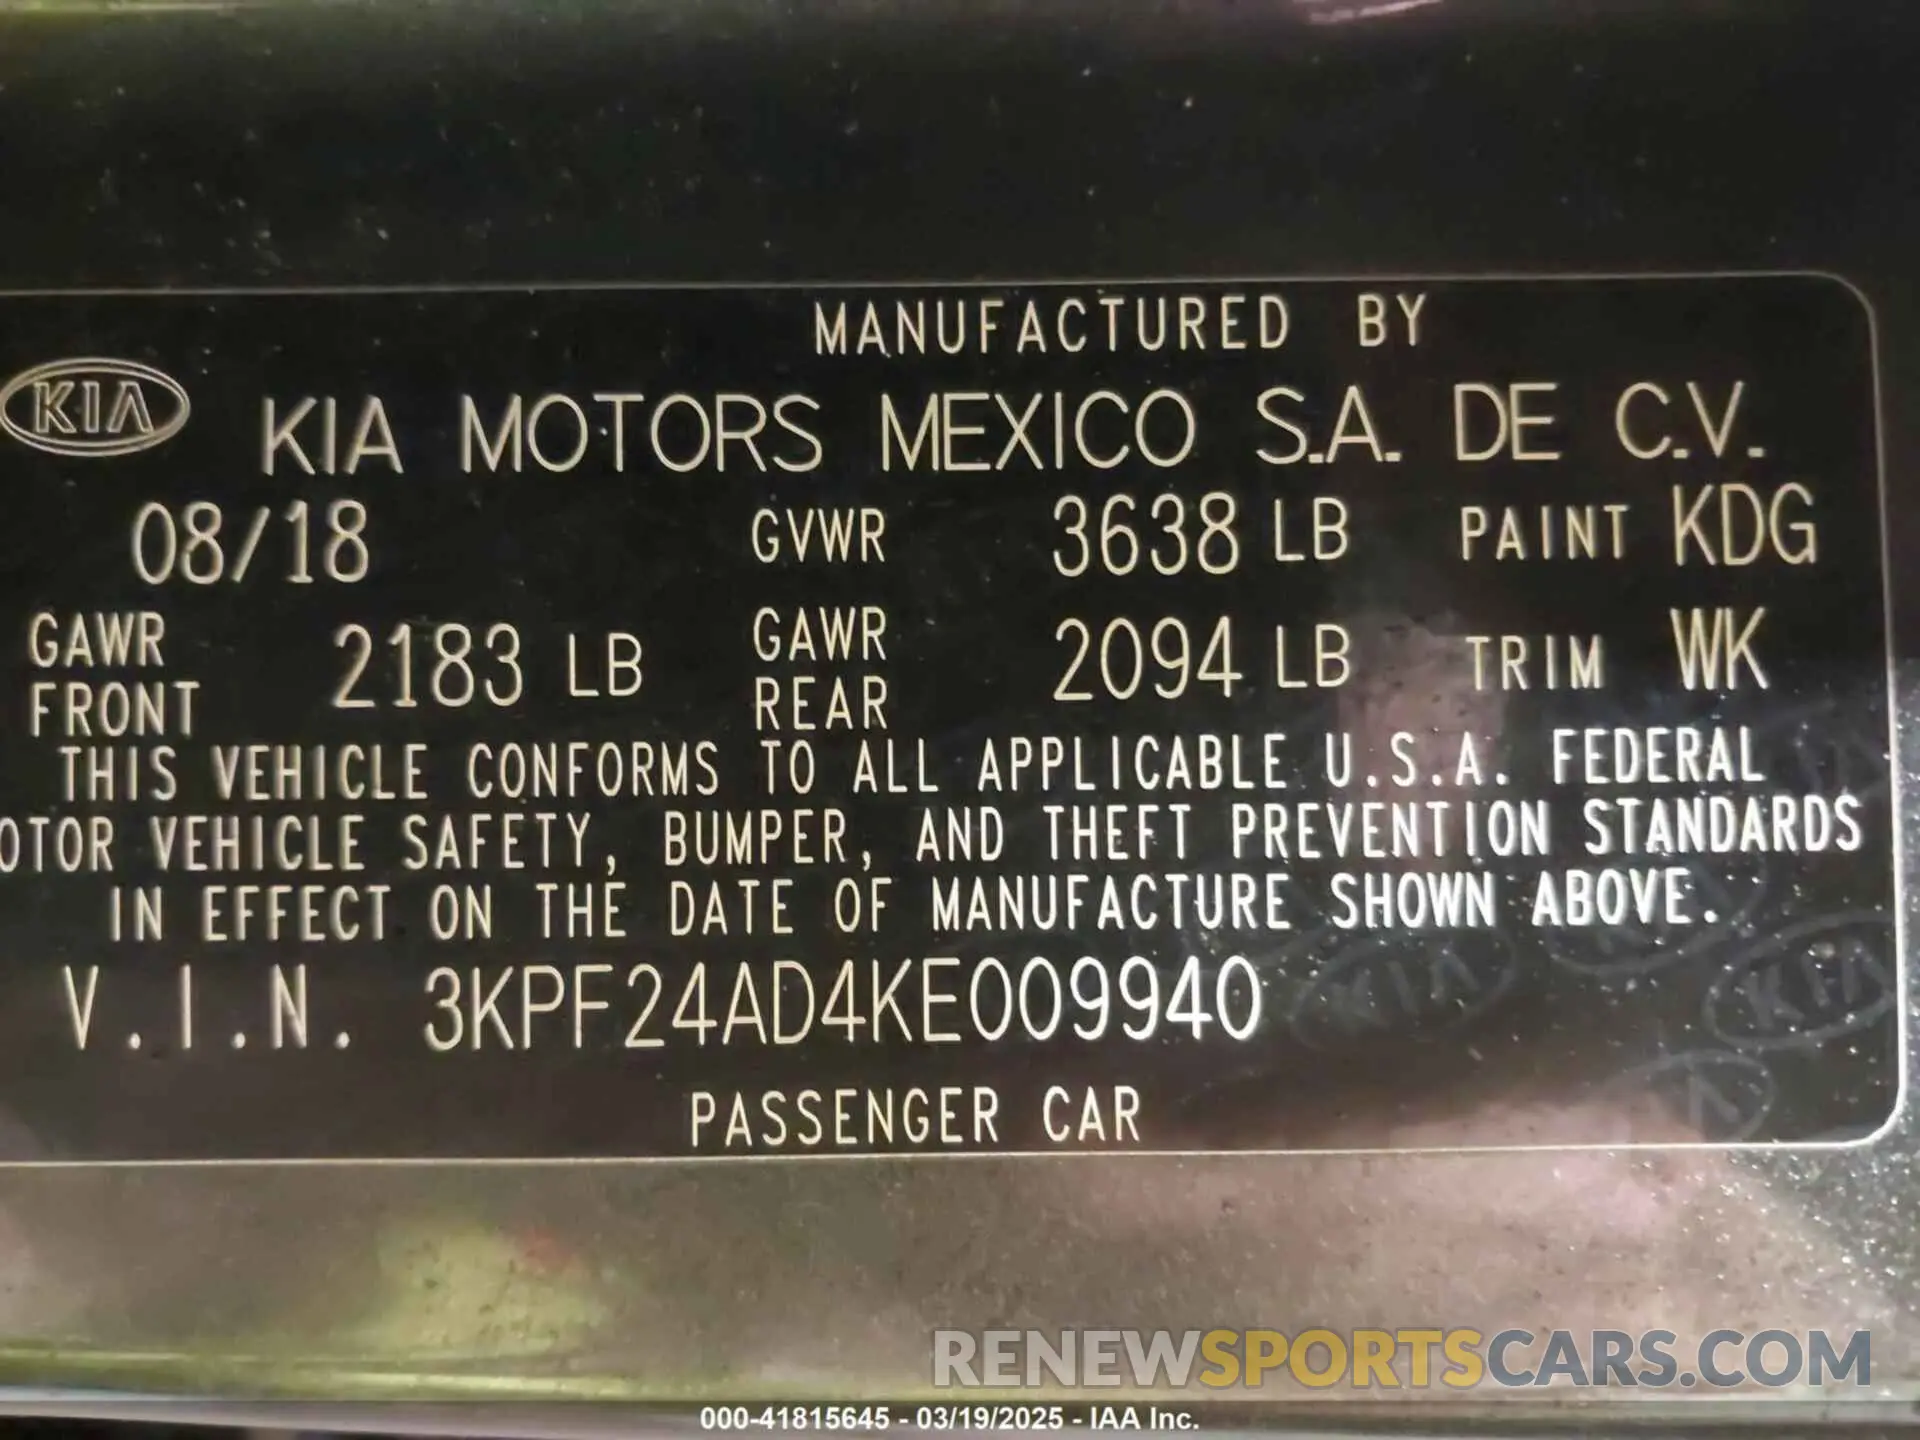 MANUFACTURED BY
KIA KIA MOTORS MEXICO S.A. DE C.V.
08/18 GVWR 3638 LB PAINT KDG
GAWR FRONT 2183 LB GAWR REAR 2094 LB TRIM WK
THIS VEHICLE CONFORMS TO ALL APPLICABLE U.S.A. FEDERAL
OTOR VEHICLE SAFETY, BUMPER, AND THEFT PREVENTION STANDARDS
IN EFFECT ON THE DATE OF MANUFACTURE SHOWN ABOVE.
V.I.N. 3KPF24AD4KE009940
PASSENGER CAR
KIA KIA
RENEWSPORTSCARS.COM
000-41815645 - 03/19/2025 - IAA Inc.